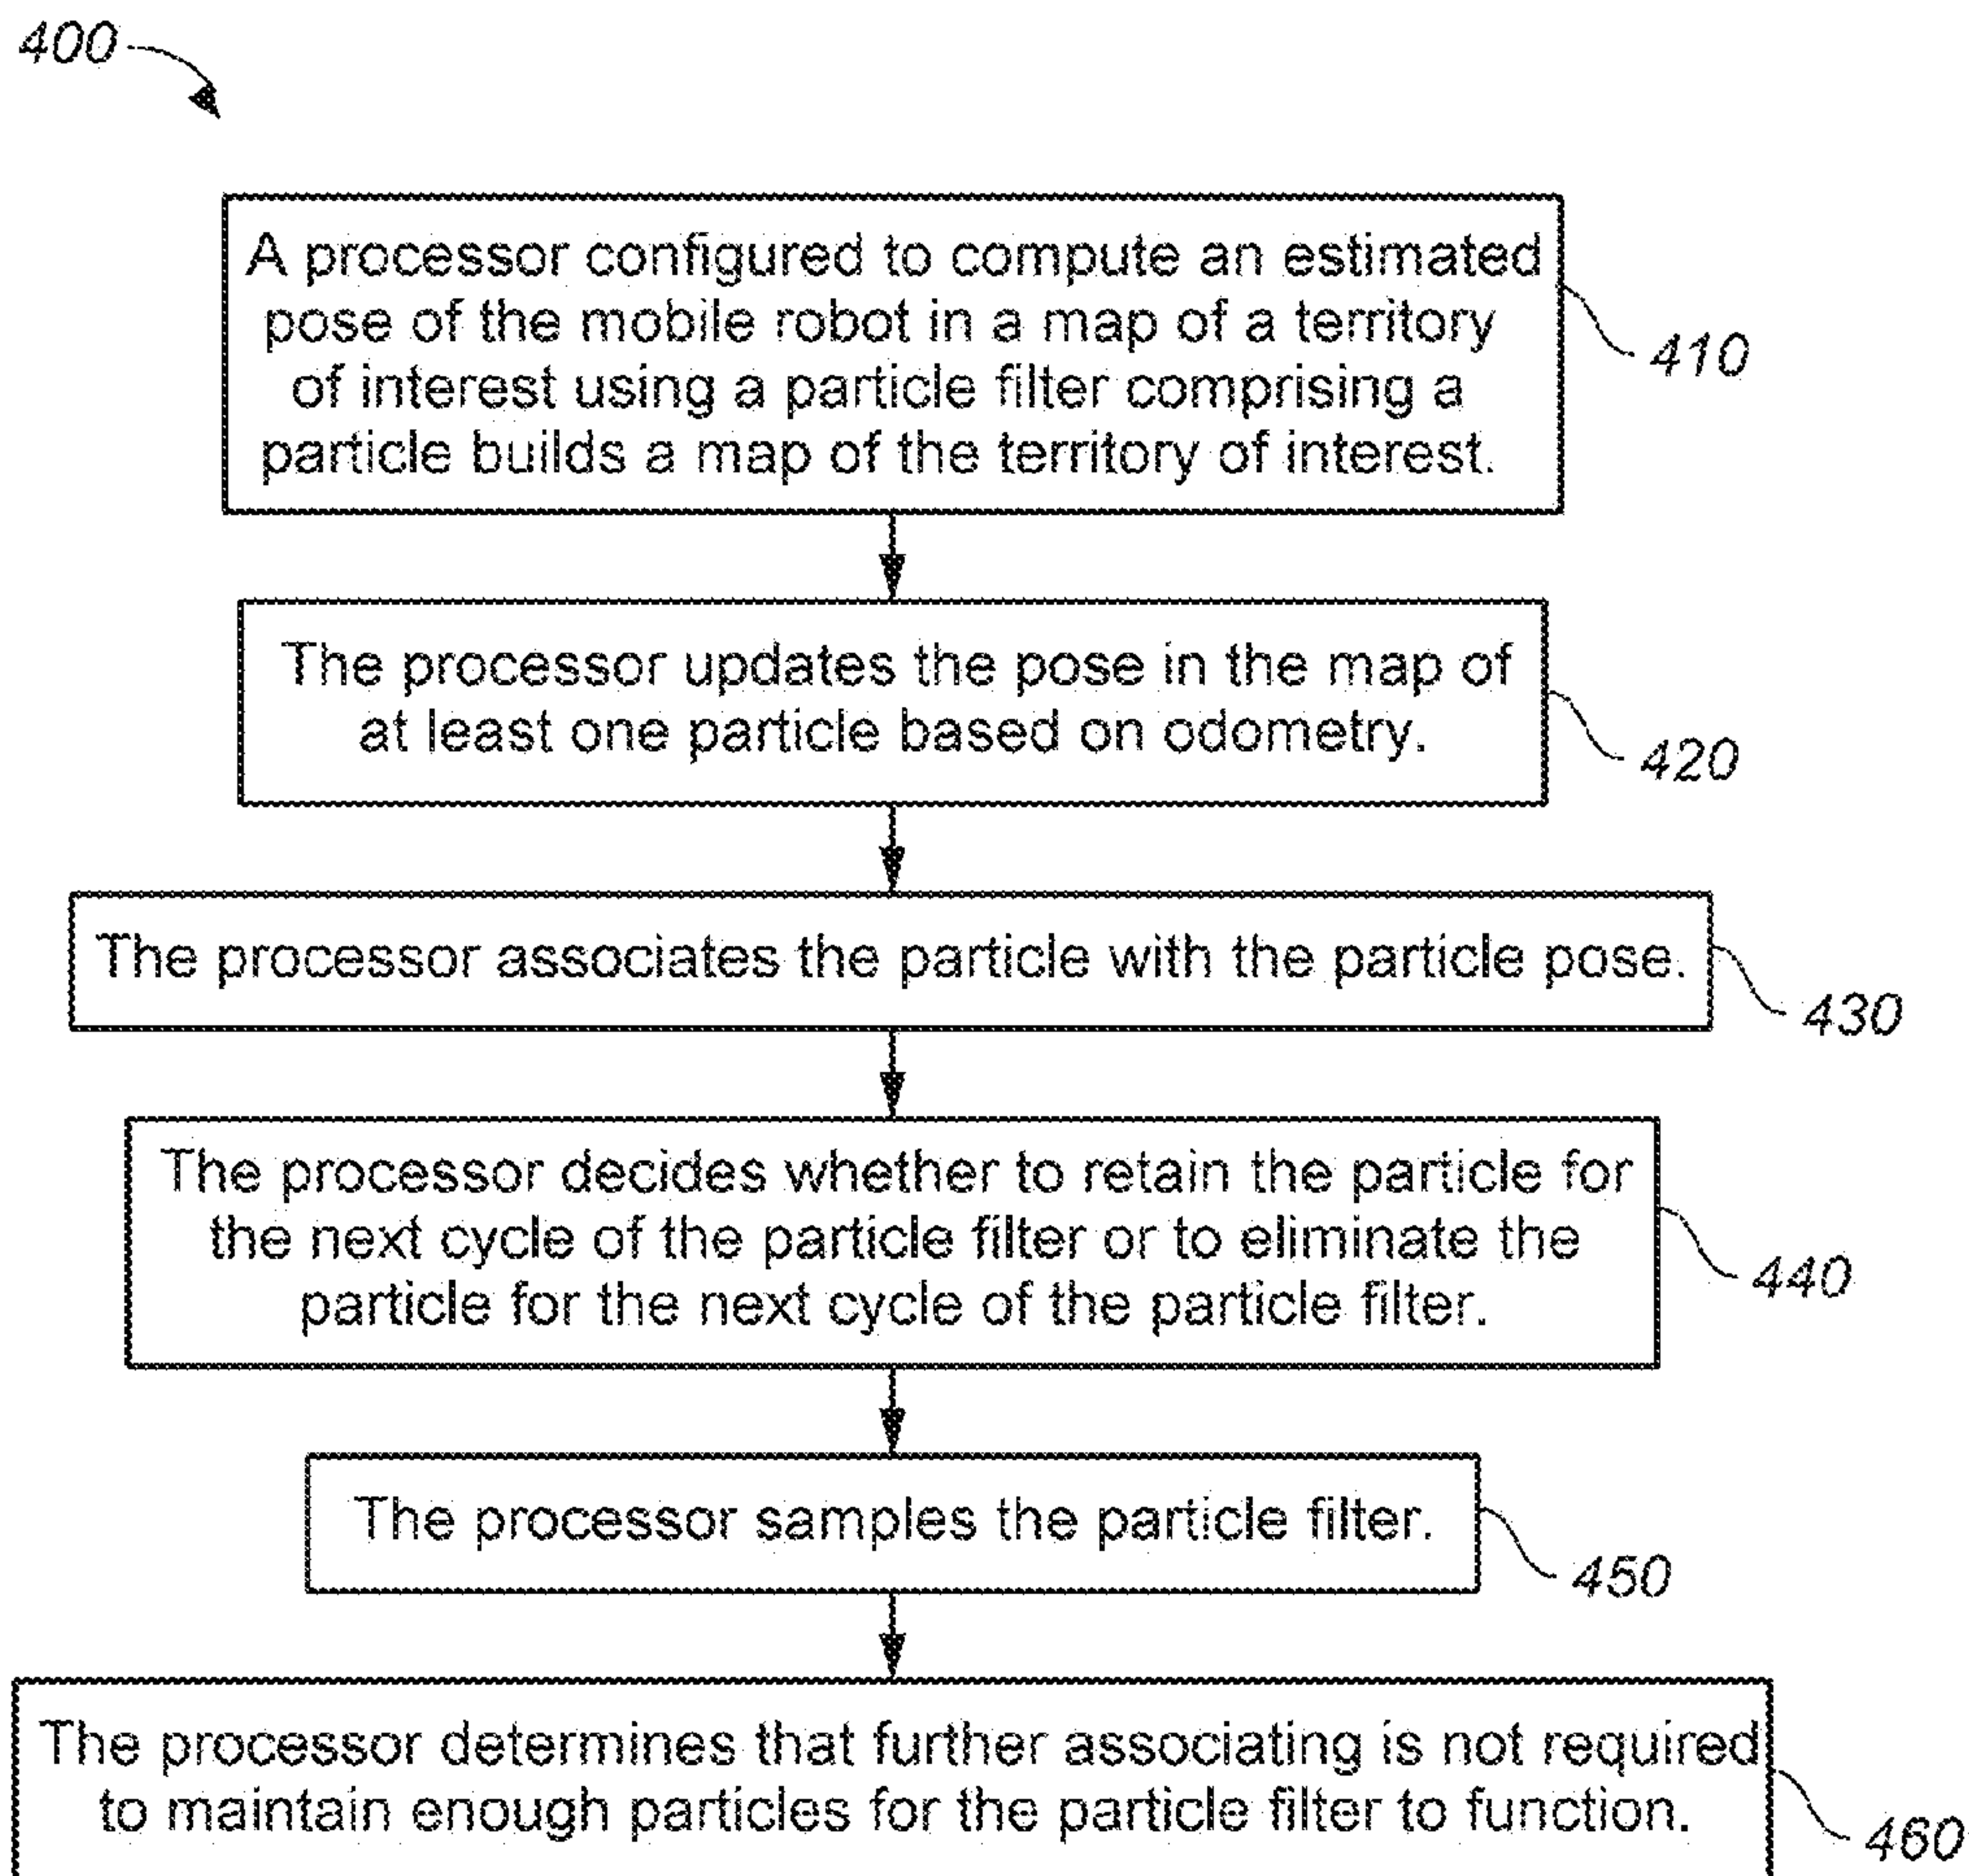 400
A processor configured to compute an estimated
pose of the mobile robot in a map of a territory
of interest using a particle filter comprising a
particle builds a map of the territory of interest.
410
The processor updates the pose in the map of
at least one particle based on odometry.
420
The processor associates the particle with the particle pose.
430
The processor decides whether to retain the particle for
the next cycle of the particle filter or to eliminate the
particle for the next cycle of the particle filter.
440
The processor samples the particle filter.
450
The processor determines that further associating is not required
to maintain enough particles for the particle filter to function.
460